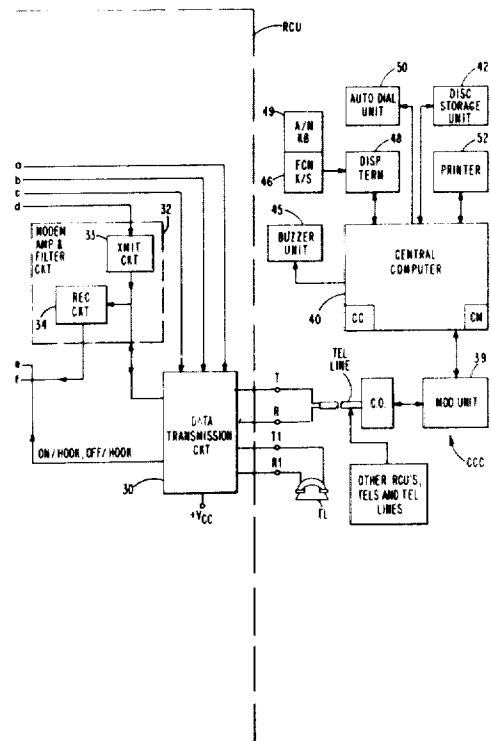 RCU
50
42
AUTO DIAL
UNIT
DISC
STORAGE
UNIT
49
A/N
KB
48
52
FCN
K/S
46
DISP
TERM
PRINTER
45
BUZZER
UNIT
CENTRAL
COMPUTER
40
CC
CM
a
b
c
d
32
MODEM
AMP &
FILTER
CKT
33
XMIT
CKT
REC
CKT
34
e
f
ON/HOOK, OFF/HOOK
DATA
TRANSMISSION
CKT
30
+VCC
T
R
T1
R1
TL
TEL
LINE
C.O.
39
MOD UNIT
CCC
OTHER RCU'S,
TELS AND TEL
LINES